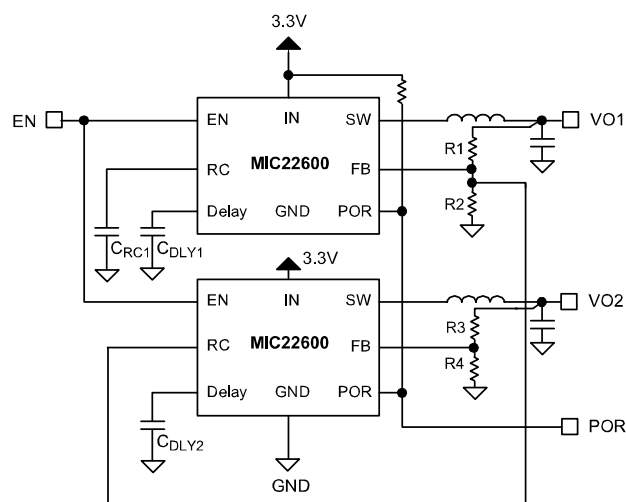 3.3V
EN
EN
IN
SW
VO1
MIC22600
RC
FB
R1
Delay
GND
POR
R2
CRC1
CDLY1
3.3V
EN
IN
SW
VO2
MIC22600
RC
FB
R3
R4
Delay
GND
POR
CDLY2
POR
GND